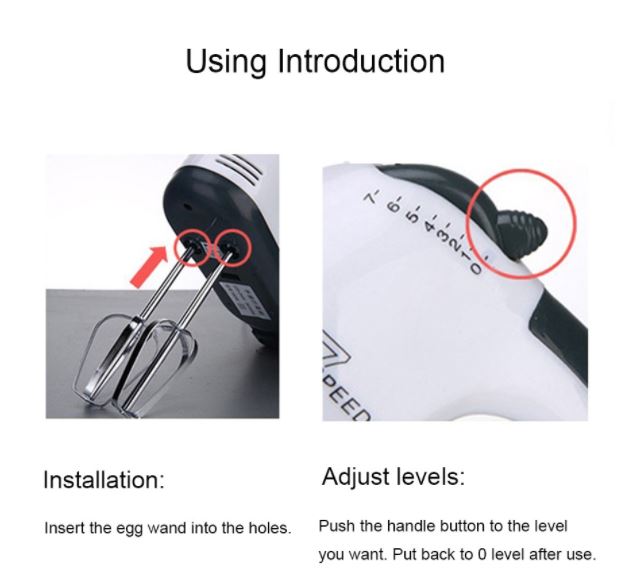 Using Introduction
7
6
5
4
3
2
1
0
7
PEED
Installation:
Adjust levels:
Insert the egg wand into the holes.
Push the handle button to the level
you want. Put back to 0 level after use.